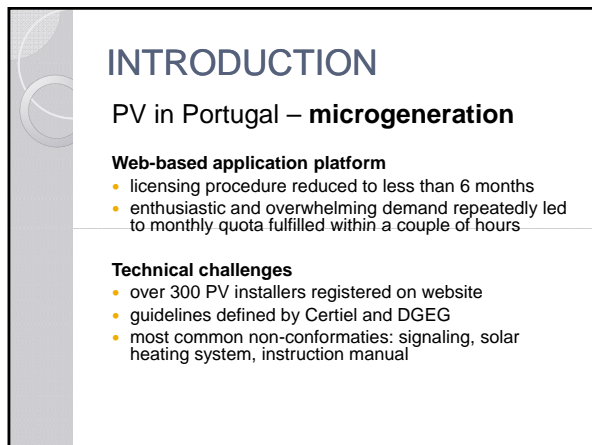 INTRODUCTION
PV in Portugal – microgeneration
Web-based application platform
• licensing procedure reduced to less than 6 months
• enthusiastic and overwhelming demand repeatedly led
to monthly quota fulfilled within a couple of hours
Technical challenges
• over 300 PV installers registered on website
• guidelines defined by Certiel and DGEG
• most common non-conformaties: signaling, solar
heating system, instruction manual